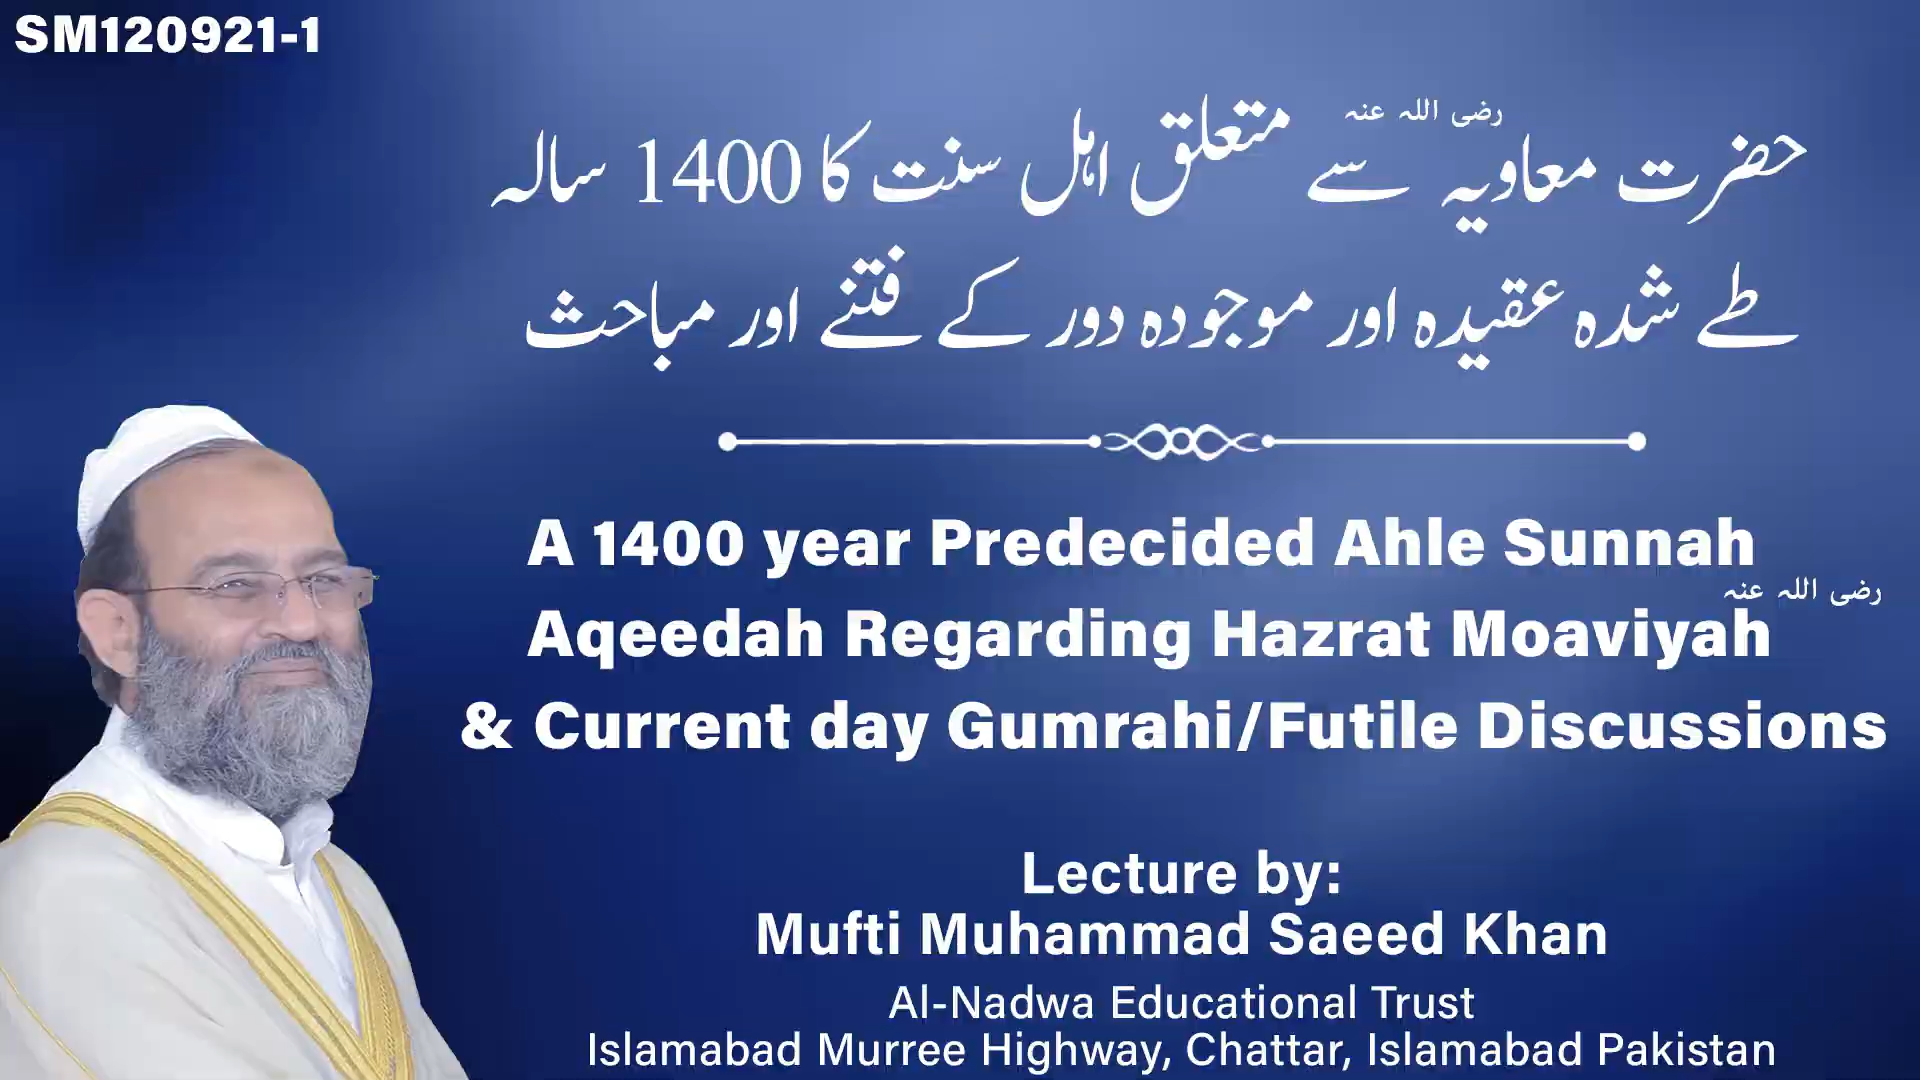 SM120921-1
حضرت معاویہ رضی اللہ عنہ سے متعلق اہل سنت کا 1400 سالہ
طے شدہ عقیدہ اور موجودہ دور کے فتنے اور مباحث
A 1400 year Predecided Ahle Sunnah
Aqeedah Regarding Hazrat Moaviyah رضی اللہ عنہ
& Current day Gumrahi/Futile Discussions
Lecture by:
Mufti Muhammad Saeed Khan
Al-Nadwa Educational Trust
Islamabad Murree Highway, Chattar, Islamabad Pakistan